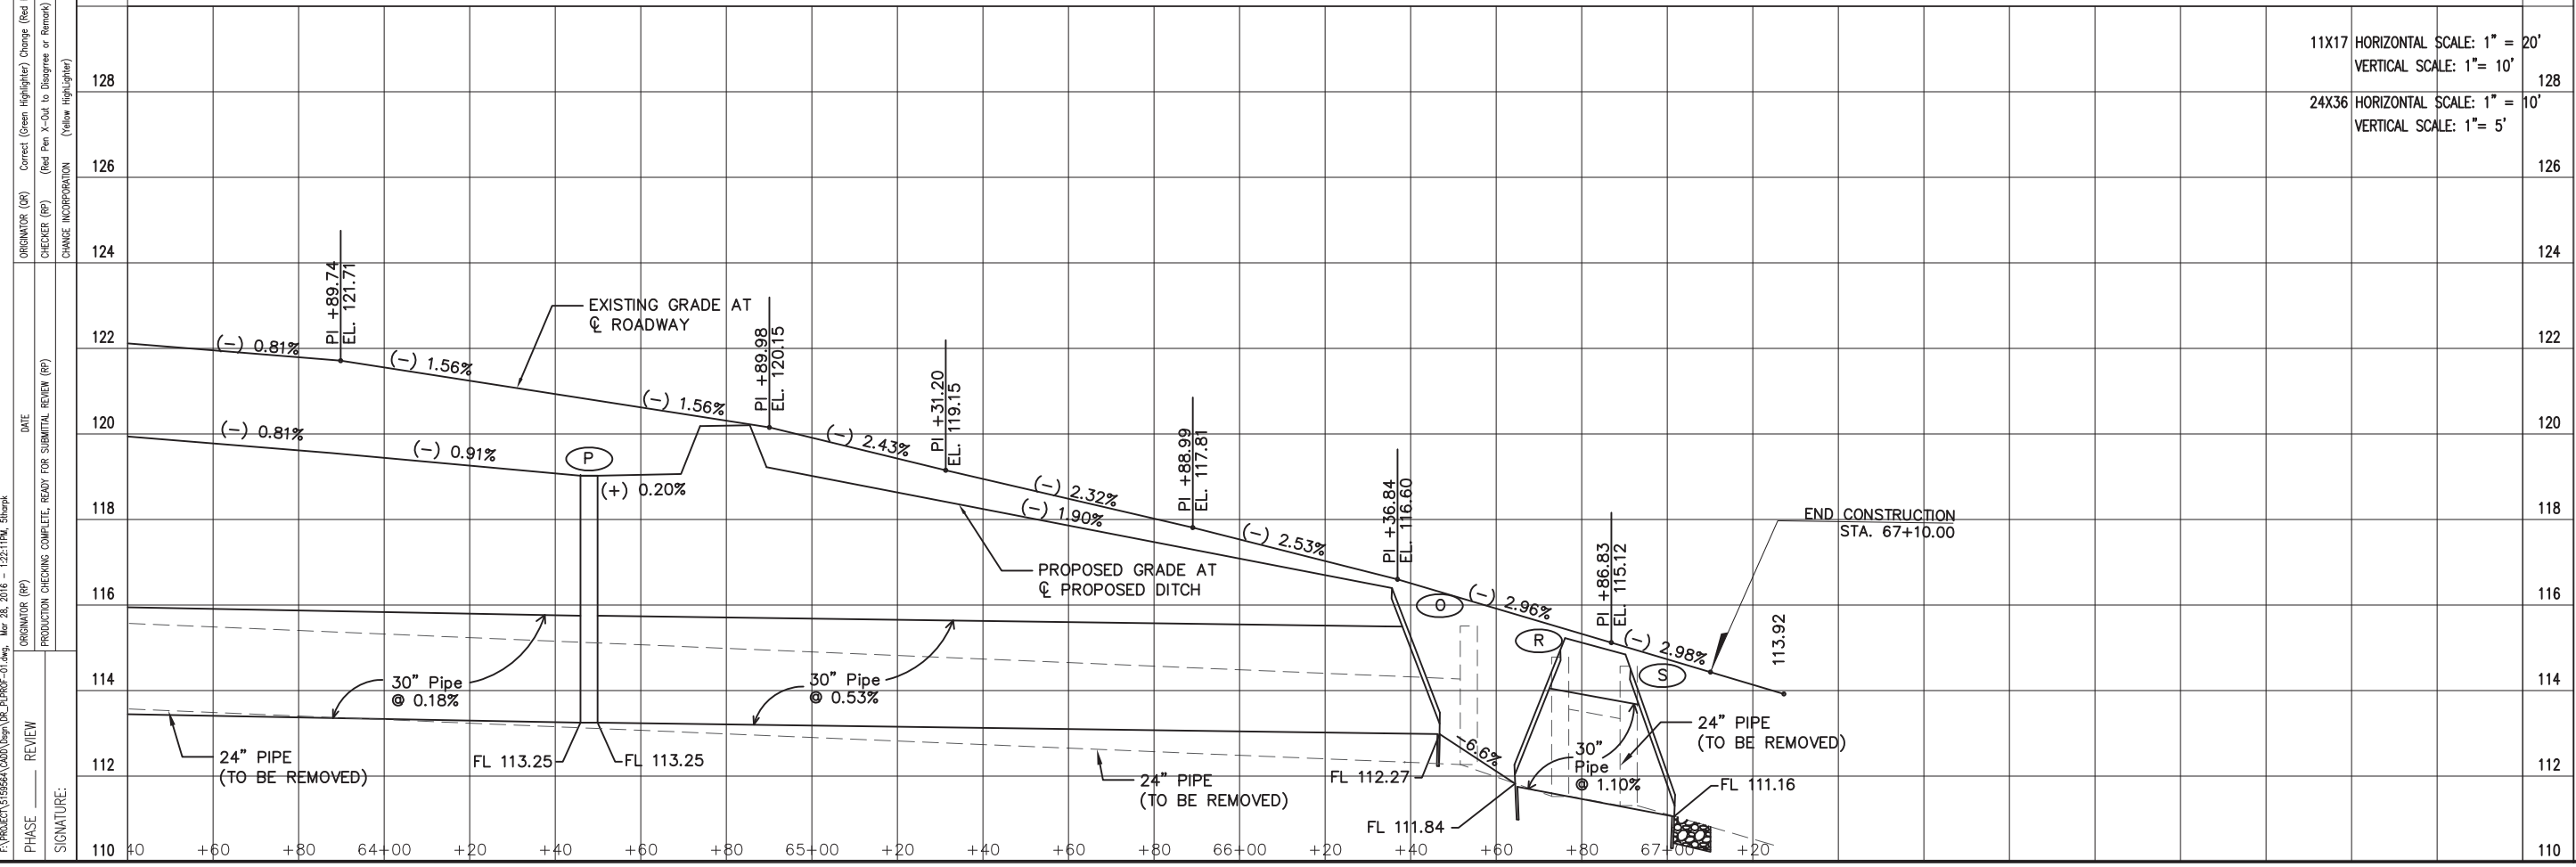 11X17 HORIZONTAL SCALE: 1" = 20'
VERTICAL SCALE: 1"= 10'
24X36 HORIZONTAL SCALE: 1" = 10'
VERTICAL SCALE: 1"= 5'
128
128
126
126
124
124
122
122
120
120
118
118
116
116
114
114
112
112
110
110
PI +89.74
EL. 121.71
EXISTING GRADE AT
℄ ROADWAY
PI +89.98
EL. 120.15
PI +31.20
EL. 119.15
PI +88.99
EL. 117.81
PI +36.84
EL. 116.60
PI +86.83
EL. 115.12
113.92
END CONSTRUCTION
STA. 67+10.00
(-) 0.81%
(-) 1.56%
(-) 1.56%
(-) 2.43%
(-) 2.32%
(-) 2.53%
(-) 2.96%
(-) 2.98%
(-) 0.81%
(-) 0.91%
P
(+) 0.20%
(-) 1.90%
PROPOSED GRADE AT
℄ PROPOSED DITCH
O
R
S
30" Pipe
@ 0.18%
30" Pipe
@ 0.53%
-6.6%
30"
Pipe
@ 1.10%
24" PIPE
(TO BE REMOVED)
24" PIPE
(TO BE REMOVED)
24" PIPE
(TO BE REMOVED)
FL 113.25
FL 113.25
FL 112.27
FL 111.84
FL 111.16
40 +60 +80 64+00 +20 +40 +60 +80 65+00 +20 +40 +60 +80 66+00 +20 +40 +60 +80 67+00 +20
ORIGINATOR (QR) Correct (Green Highlighter) Change (Red
CHECKER (RP) (Red Pen X-Out to Disagree or Remark)
CHANGE INCORPORATION (Yellow HighLighter)
ORIGINATOR (RP) DATE
PRODUCTION CHECKING COMPLETE, READY FOR SUBMITTAL REVIEW (RP)
PHASE REVIEW
SIGNATURE:
Mar 28, 2016 - 1:22:11PM,